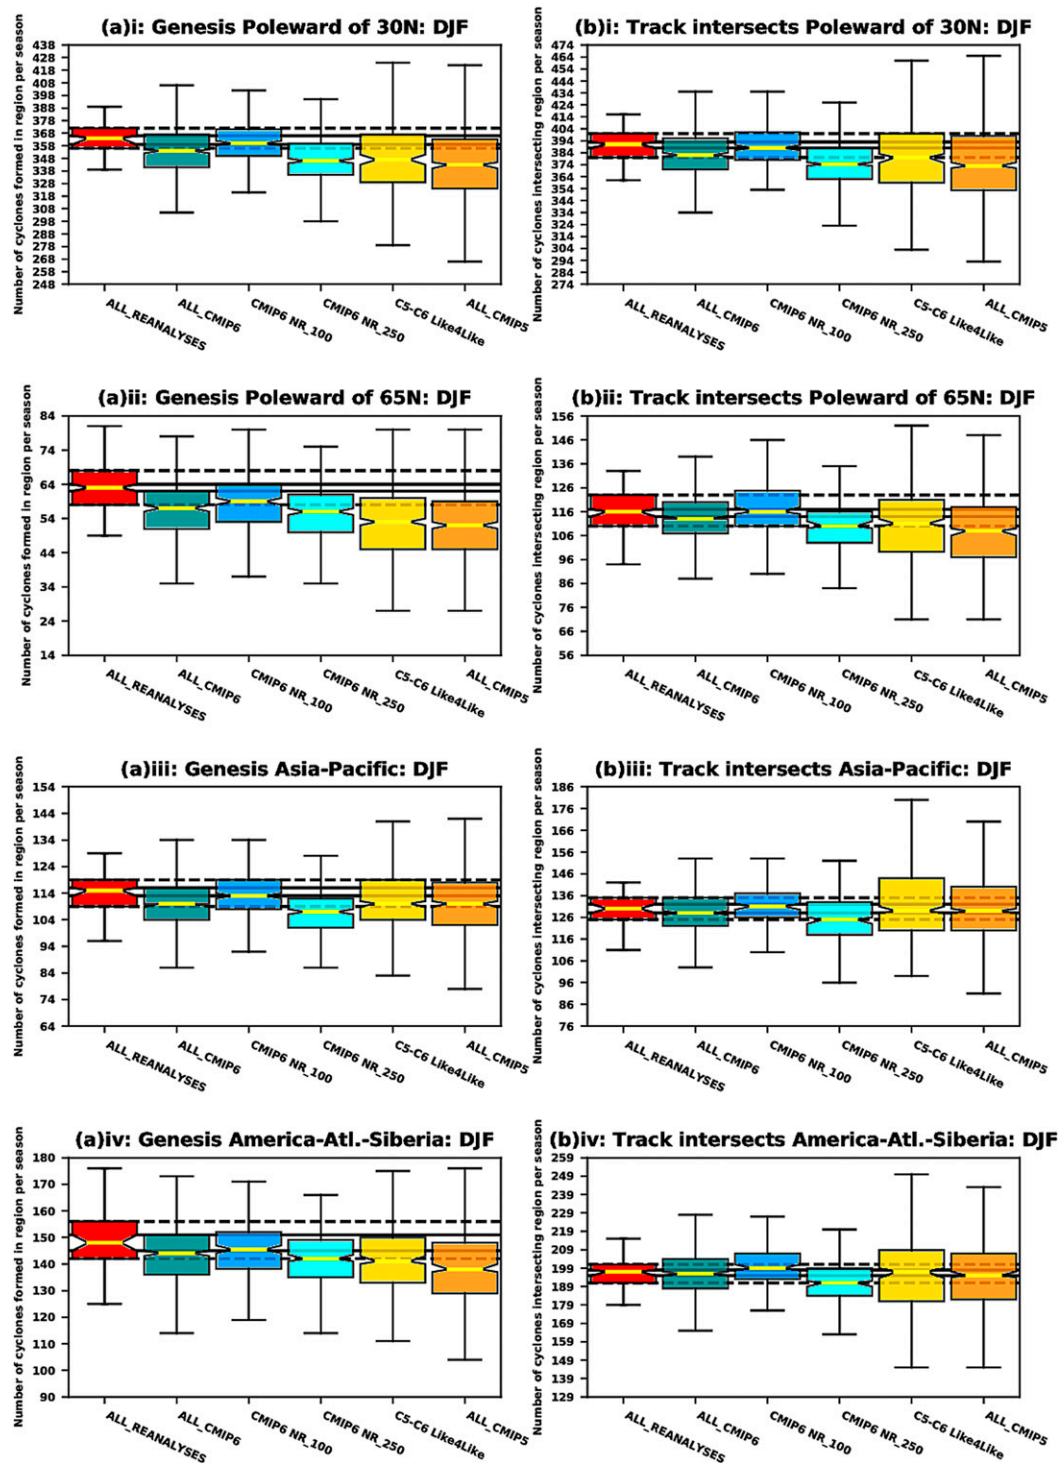 (a)i: Genesis Poleward of 30N: DJF
Number of cyclones formed in region per season
438
428
418
408
398
388
378
368
358
348
338
328
318
308
298
288
278
268
258
248
ALL_REANALYSES
ALL_CMIP6
CMIP6 NR_100
CMIP6 NR_250
C5-C6 Like4Like
ALL_CMIP5
(b)i: Track intersects Poleward of 30N: DJF
Number of cyclones intersecting region per season
474
464
454
444
434
424
414
404
394
384
374
364
354
344
334
324
314
304
294
284
274
ALL_REANALYSES
ALL_CMIP6
CMIP6 NR_100
CMIP6 NR_250
C5-C6 Like4Like
ALL_CMIP5
(a)ii: Genesis Poleward of 65N: DJF
Number of cyclones formed in region per season
84
74
64
54
44
34
24
14
ALL_REANALYSES
ALL_CMIP6
CMIP6 NR_100
CMIP6 NR_250
C5-C6 Like4Like
ALL_CMIP5
(b)ii: Track intersects Poleward of 65N: DJF
Number of cyclones intersecting region per season
156
146
136
126
116
106
96
86
76
66
56
ALL_REANALYSES
ALL_CMIP6
CMIP6 NR_100
CMIP6 NR_250
C5-C6 Like4Like
ALL_CMIP5
(a)iii: Genesis Asia-Pacific: DJF
Number of cyclones formed in region per season
154
144
134
124
114
104
94
84
74
64
ALL_REANALYSES
ALL_CMIP6
CMIP6 NR_100
CMIP6 NR_250
C5-C6 Like4Like
ALL_CMIP5
(b)iii: Track intersects Asia-Pacific: DJF
Number of cyclones intersecting region per season
186
176
166
156
146
136
126
116
106
96
86
76
ALL_REANALYSES
ALL_CMIP6
CMIP6 NR_100
CMIP6 NR_250
C5-C6 Like4Like
ALL_CMIP5
(a)iv: Genesis America-Atl.-Siberia: DJF
Number of cyclones formed in region per season
180
170
160
150
140
130
120
110
100
90
ALL_REANALYSES
ALL_CMIP6
CMIP6 NR_100
CMIP6 NR_250
C5-C6 Like4Like
ALL_CMIP5
(b)iv: Track intersects America-Atl.-Siberia: DJF
Number of cyclones intersecting region per season
259
249
239
229
219
209
199
189
179
169
159
149
139
129
ALL_REANALYSES
ALL_CMIP6
CMIP6 NR_100
CMIP6 NR_250
C5-C6 Like4Like
ALL_CMIP5